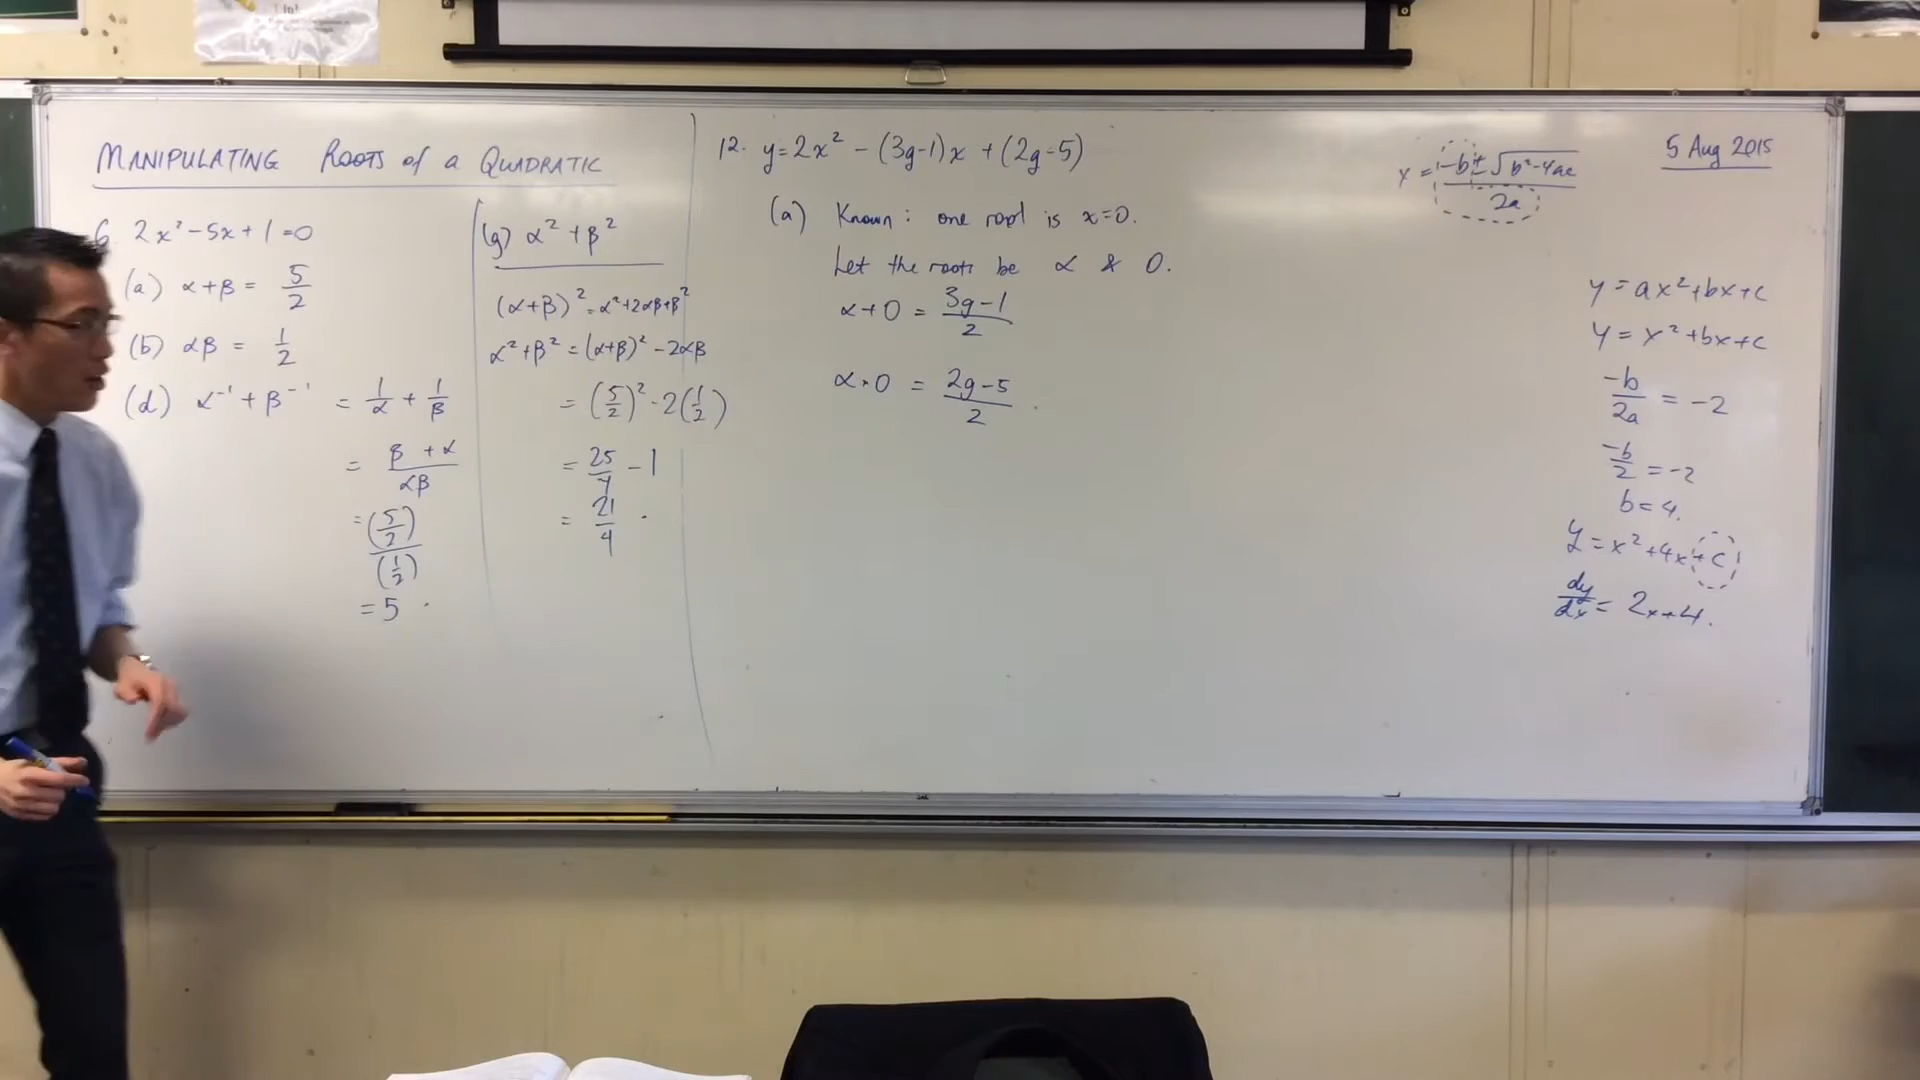 MANIPULATING ROOTS of a QUADRATIC
6. 2x² - 5x + 1 = 0
(a) α + β = 5/2
(b) αβ = 1/2
(d) α⁻¹ + β⁻¹ = 1/α + 1/β
= (β + α)/αβ
= (5/2)/(1/2)
= 5.
(g) α² + β²
(α+β)² = α² + 2αβ + β²
α² + β² = (α+β)² - 2αβ
= (5/2)² - 2(1/2)
= 25/4 - 1
= 21/4.
12. y = 2x² - (3g-1)x + (2g-5)
(a) Known: one root is x=0.
Let the roots be α & 0.
α + 0 = (3g-1)/2
α × 0 = (2g-5)/2.
x = (-b ± √(b²-4ac))/2a
5 Aug 2015
y = ax² + bx + c
y = x² + bx + c
-b/2a = -2
-b/2 = -2
b = 4.
y = x² + 4x + c
dy/dx = 2x + 4.